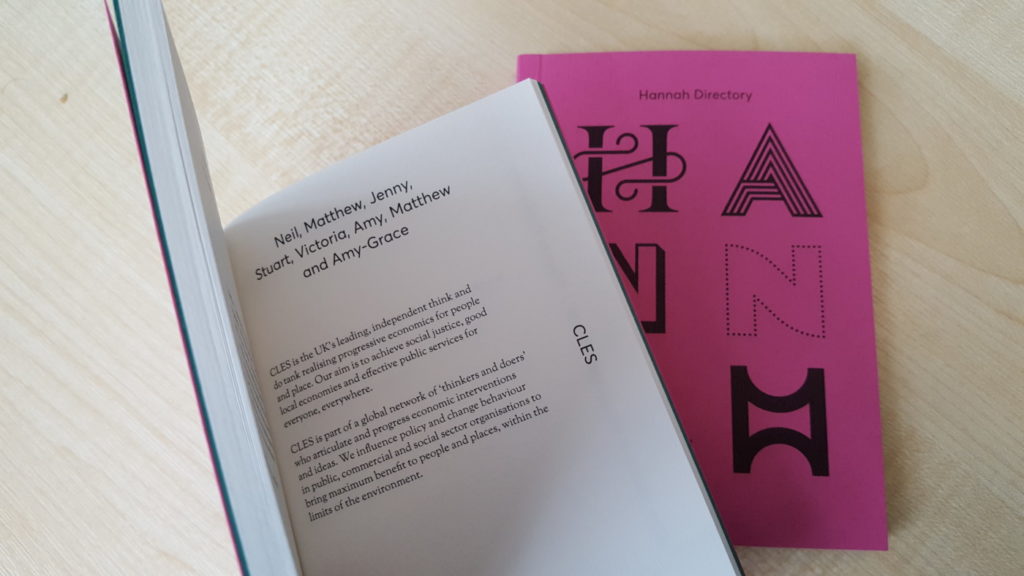 Neil, Matthew, Jenny,
Stuart, Victoria, Amy, Matthew
and Amy-Grace
CLES is the UK's leading, independent think and
do tank realising progressive economics for people
and place. Our aim is to achieve social justice, good
local economies and effective public services for
everyone, everywhere.
CLES is part of a global network of 'thinkers and doers'
who articulate and progress economic interventions
and ideas. We influence policy and change behaviour
in public, commercial and social sector organisations to
bring maximum benefit to people and places, within the
limits of the environment.
CLES
Hannah Directory
H A
N N
H